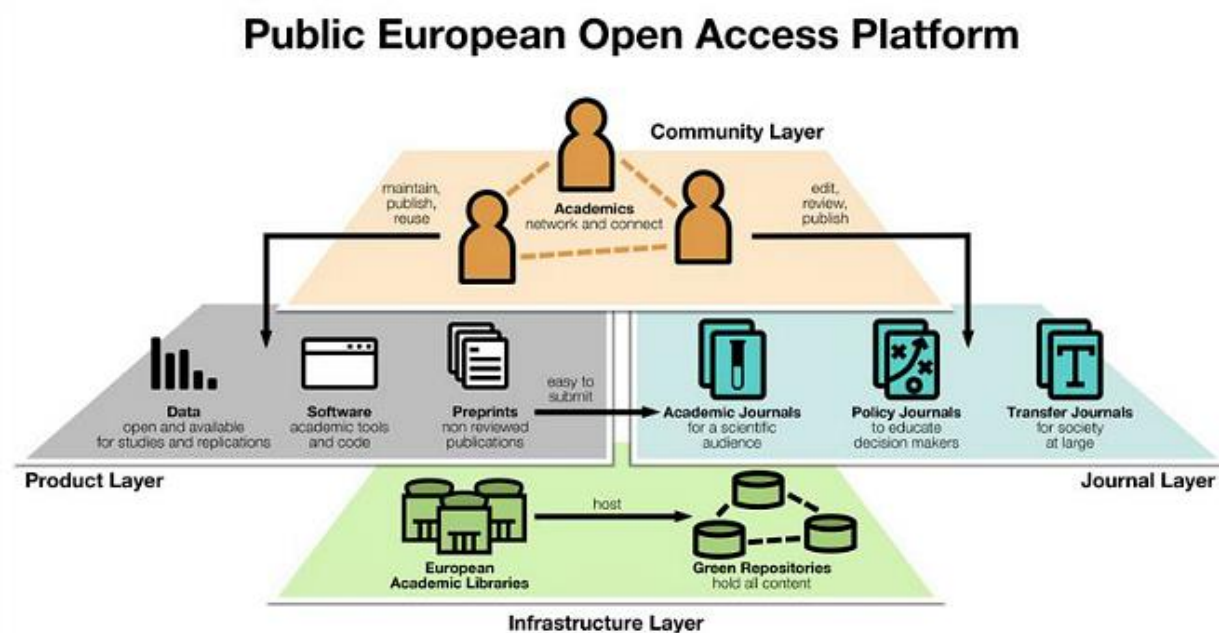 Public European Open Access Platform
Community Layer
maintain,
publish,
reuse
Academics
network and connect
edit,
review,
publish
Data
open and available
for studies and replications
Software
academic tools
and code
Preprints
non reviewed
publications
easy to
submit
Academic Journals
for a scientific
audience
Policy Journals
to educate
decision makers
Transfer Journals
for society
at large
T
Product Layer
Journal Layer
European
Academic Libraries
host
Green Repositories
hold all content
Infrastructure Layer